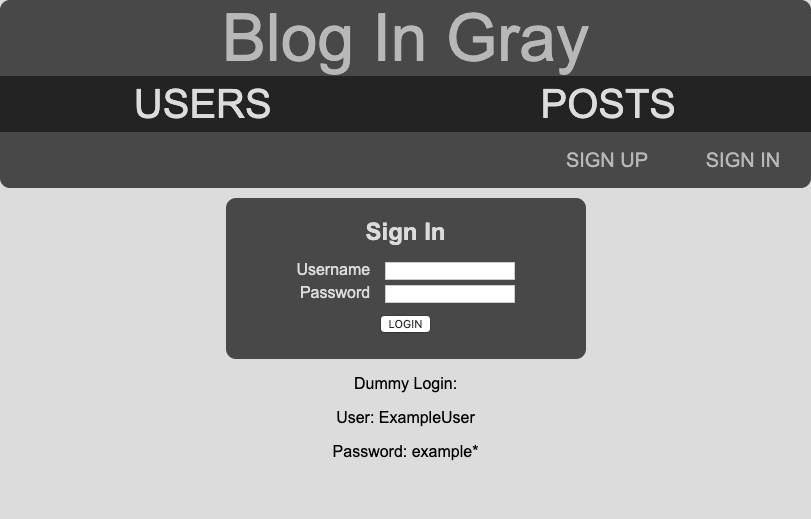 Blog In Gray
USERS POSTS
SIGN UP SIGN IN
Sign In
Username
Password
LOGIN
Dummy Login:
User: ExampleUser
Password: example*